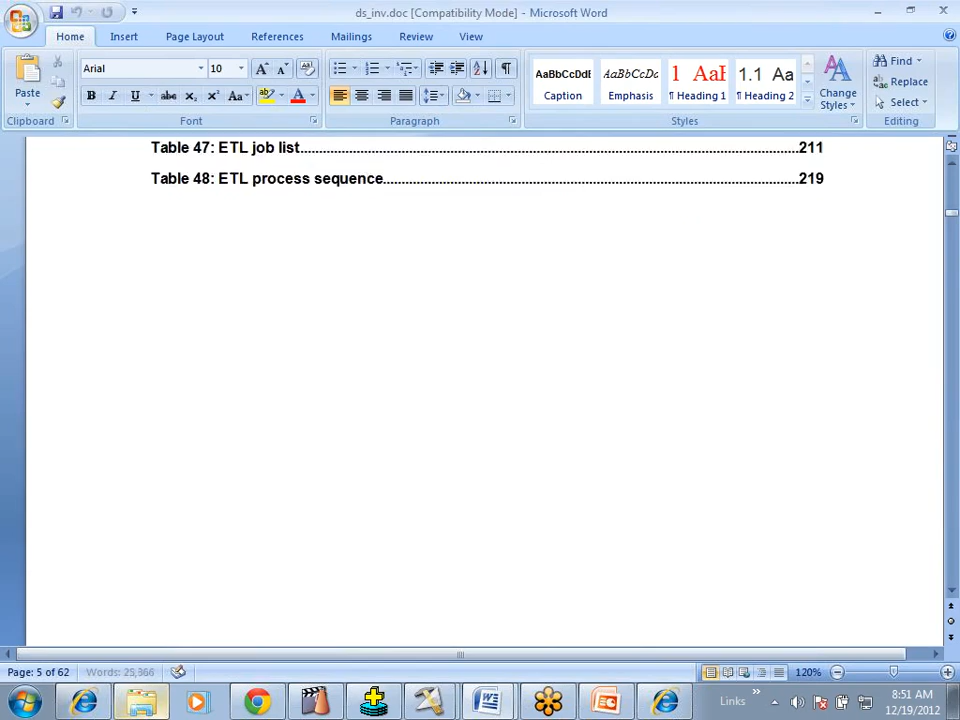 ds_inv.doc [Compatibility Mode] - Microsoft Word
Home Insert Page Layout References Mailings Review View
Paste
Clipboard
Arial 10
Font
Paragraph
AaBbCcDdE AaBbCcDc 1 AaB 1.1 Aa
Caption Emphasis ¶ Heading 1 ¶ Heading 2
Change Styles
Styles
Find
Replace
Select
Editing
Table 47: ETL job list 211
Table 48: ETL process sequence 219
Page: 5 of 62 Words: 25,366 120%
Links 8:51 AM
12/19/2012